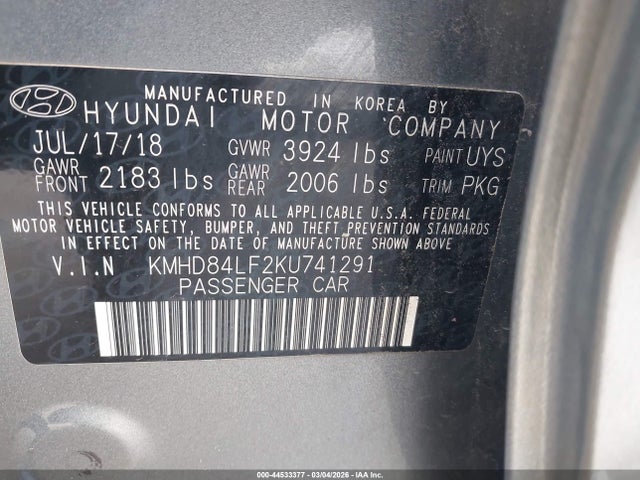 MANUFACTURED IN KOREA BY
HYUNDAI MOTOR COMPANY
JUL/17/18 GVWR 3924 lbs PAINT UYS
GAWR FRONT 2183 lbs GAWR REAR 2006 lbs TRIM PKG
THIS VEHICLE CONFORMS TO ALL APPLICABLE U.S.A. FEDERAL
MOTOR VEHICLE SAFETY, BUMPER, AND THEFT PREVENTION STANDARDS
IN EFFECT ON THE DATE OF MANUFACTURE SHOWN ABOVE.
V.I.N KMHD84LF2KU741291
PASSENGER CAR
000-44533377 - 03/04/2026 - IAA Inc.